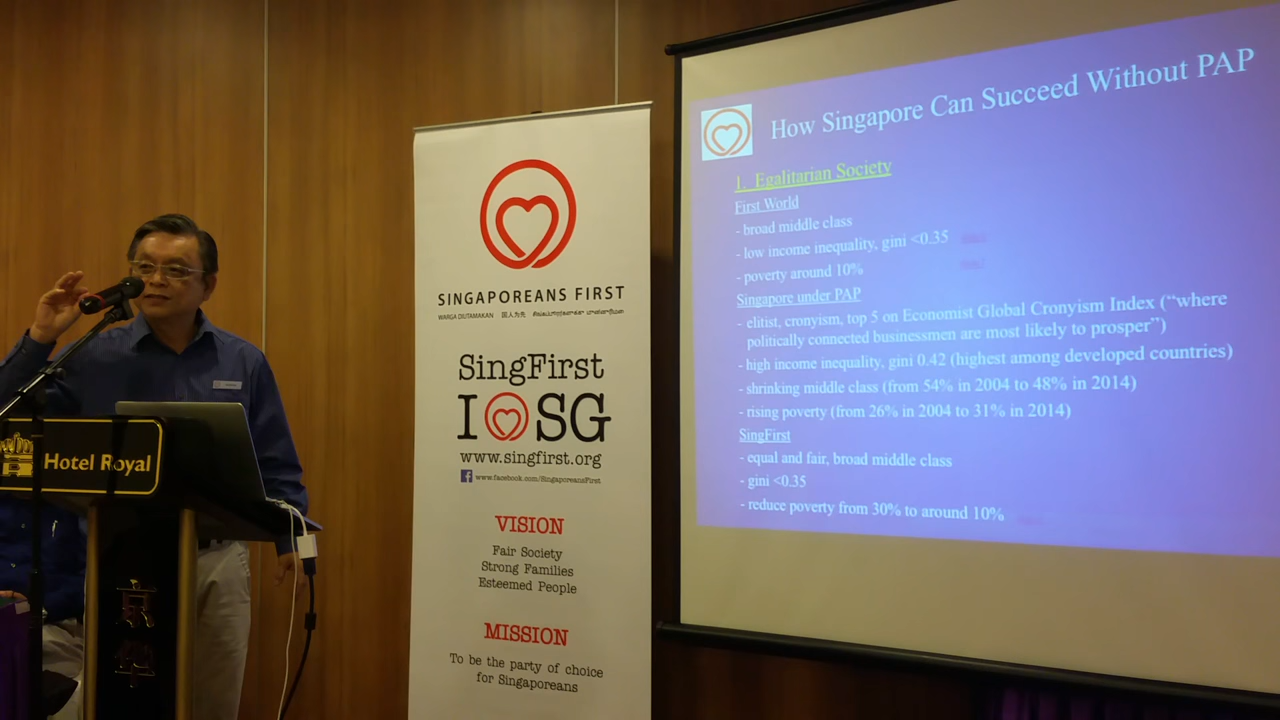 Hotel Royal
SINGAPOREANS FIRST
WARGA DIUTAMAKAN 国人为先
SingFirst
I SG
www.singfirst.org
www.facebook.com/SingaporeansFirst
VISION
Fair Society
Strong Families
Esteemed People
MISSION
To be the party of choice
for Singaporeans
How Singapore Can Succeed Without PAP
1. Egalitarian Society
First World
- broad middle class
- low income inequality, gini <0.35
- poverty around 10%
Singapore under PAP
- elitist, cronyism, top 5 on Economist Global Cronyism Index (“where
politically connected businessmen are most likely to prosper”)
- high income inequality, gini 0.42 (highest among developed countries)
- shrinking middle class (from 54% in 2004 to 48% in 2014)
- rising poverty (from 26% in 2004 to 31% in 2014)
SingFirst
- equal and fair, broad middle class
- gini <0.35
- reduce poverty from 30% to around 10%